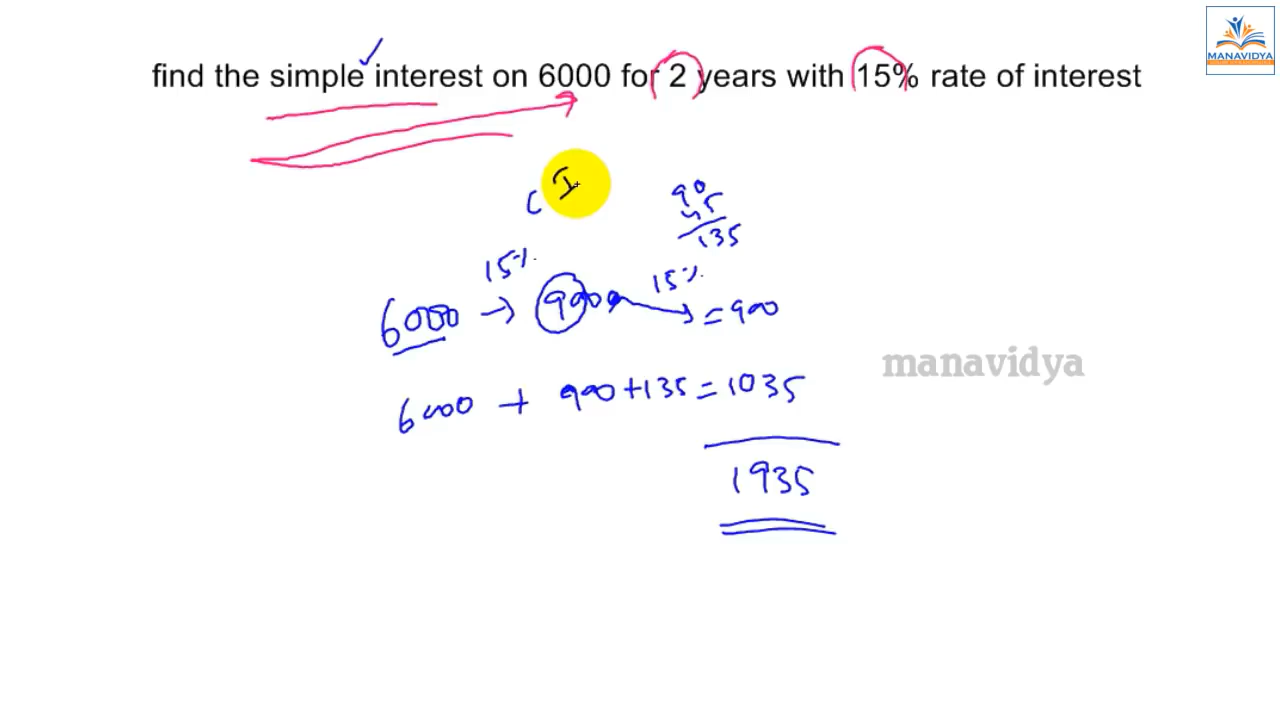 MANAVIDYA
find the simple interest on 6000 for 2 years with 15% rate of interest
CI
90
45
135
15% 15%
6000 → 900 → = 900
manavidya
6000 + 900 + 135 = 1035
1935